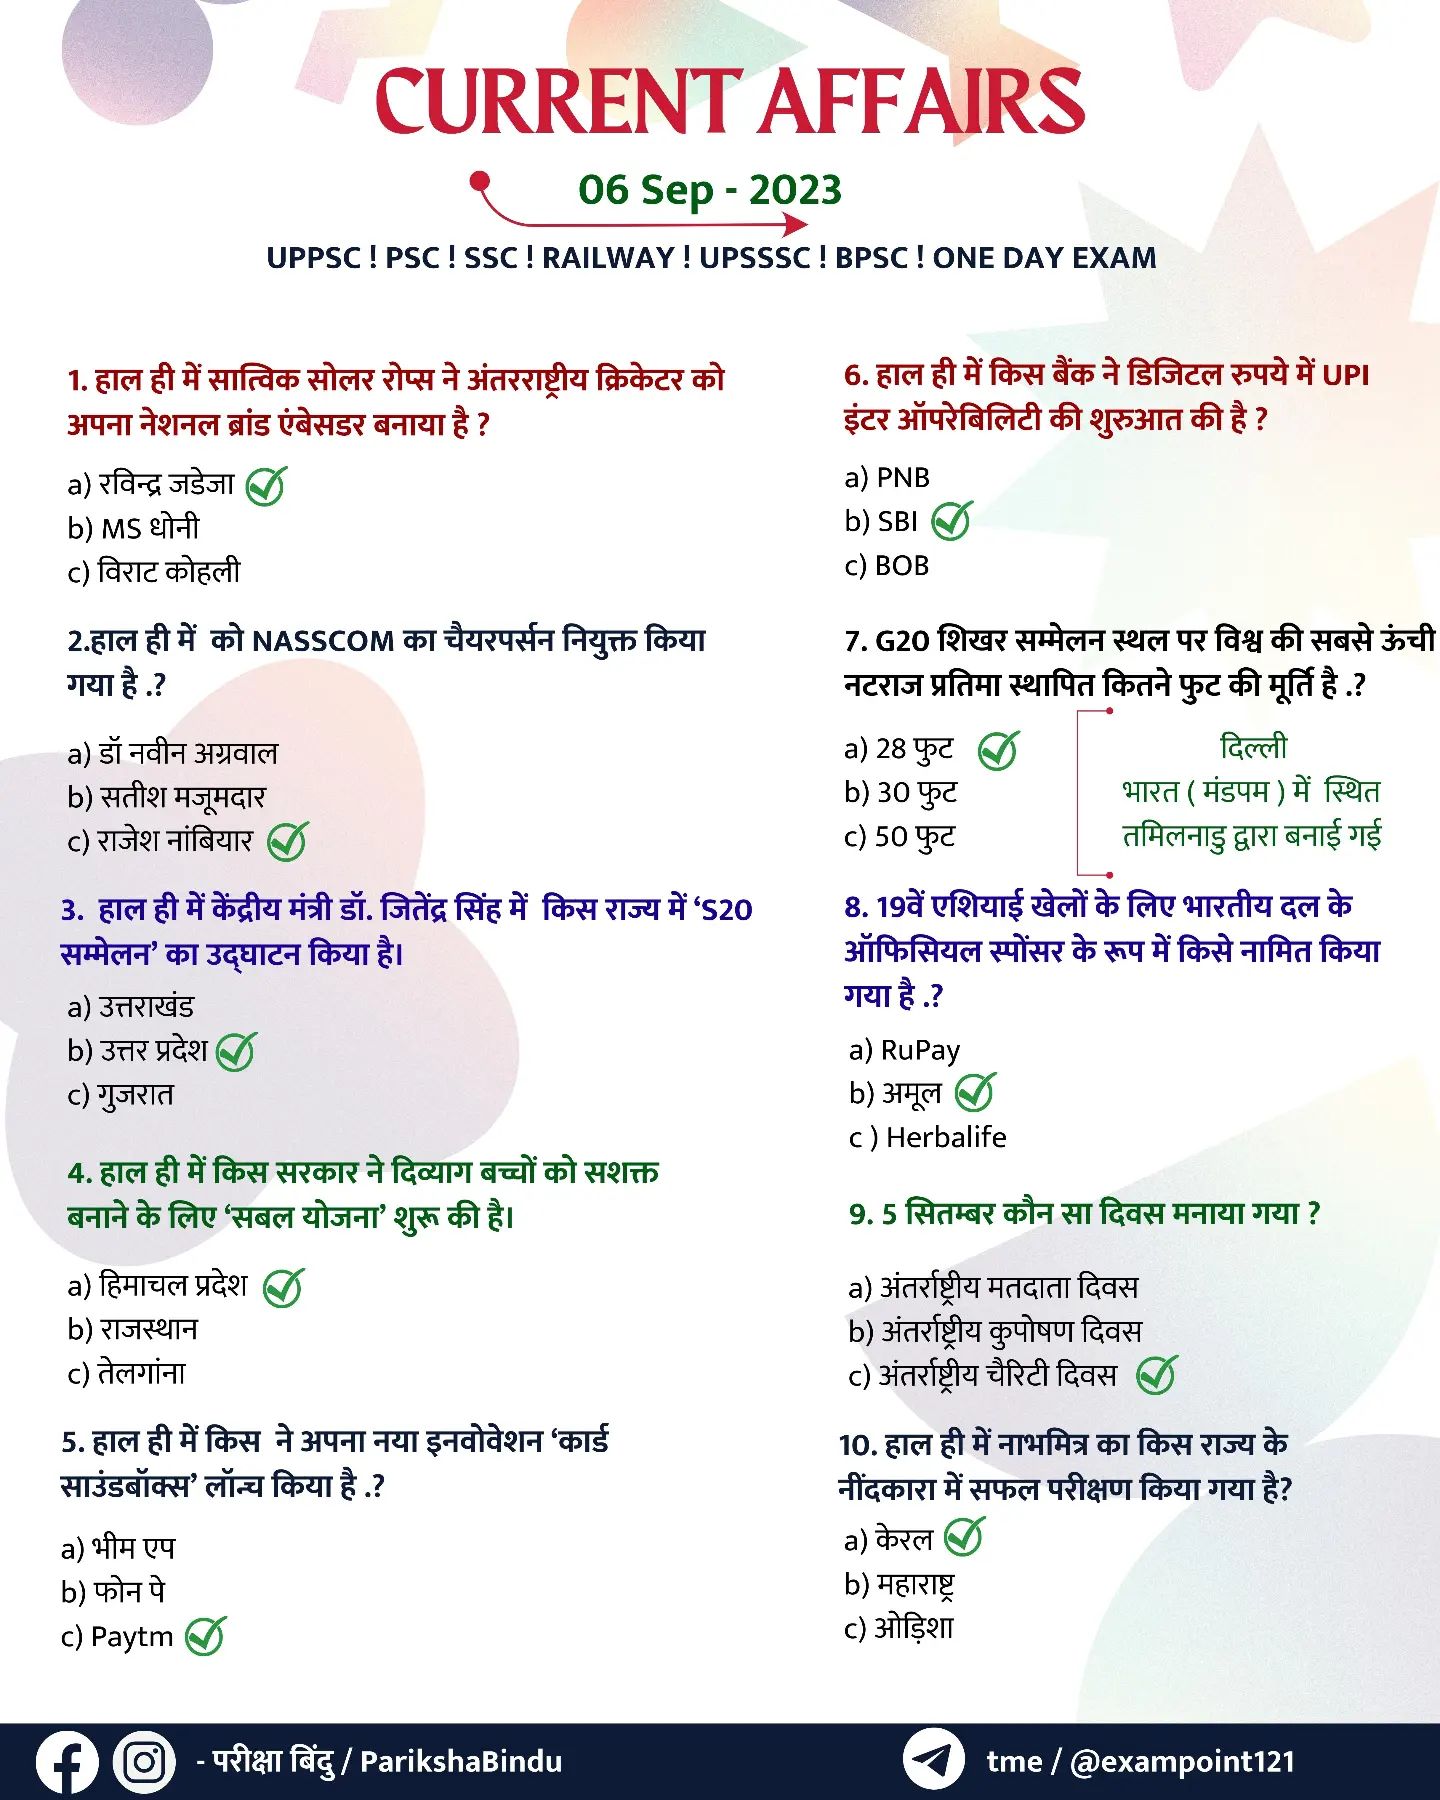 CURRENT AFFAIRS
06 Sep - 2023
UPPSC ! PSC ! SSC ! RAILWAY ! UPSSSC ! BPSC ! ONE DAY EXAM
1. हाल ही में सात्विक सोलर रोप्स ने अंतरराष्ट्रीय क्रिकेटर को
अपना नेशनल ब्रांड एंबेसडर बनाया है ?
a) रविन्द्र जडेजा
b) MS धोनी
c) विराट कोहली
2.हाल ही में को NASSCOM का चैयरपर्सन नियुक्त किया
गया है .?
a) डॉ नवीन अग्रवाल
b) सतीश मजूमदार
c) राजेश नांबियार
3. हाल ही में केंद्रीय मंत्री डॉ. जितेंद्र सिंह में किस राज्य में ‘S20
सम्मेलन’ का उद्घाटन किया है।
a) उत्तराखंड
b) उत्तर प्रदेश
c) गुजरात
4. हाल ही में किस सरकार ने दिव्याग बच्चों को सशक्त
बनाने के लिए ‘सबल योजना’ शुरू की है।
a) हिमाचल प्रदेश
b) राजस्थान
c) तेलगांना
5. हाल ही में किस ने अपना नया इनवोवेशन ‘कार्ड
साउंडबॉक्स’ लॉन्च किया है .?
a) भीम एप
b) फोन पे
c) Paytm
6. हाल ही में किस बैंक ने डिजिटल रुपये में UPI
इंटर ऑपरेबिलिटी की शुरुआत की है ?
a) PNB
b) SBI
c) BOB
7. G20 शिखर सम्मेलन स्थल पर विश्व की सबसे ऊंची
नटराज प्रतिमा स्थापित कितने फुट की मूर्ति है .?
a) 28 फुट
b) 30 फुट
c) 50 फुट
दिल्ली
भारत ( मंडपम ) में स्थित
तमिलनाडु द्वारा बनाई गई
8. 19वें एशियाई खेलों के लिए भारतीय दल के
ऑफिसियल स्पोंसर के रूप में किसे नामित किया
गया है .?
a) RuPay
b) अमूल
c ) Herbalife
9. 5 सितम्बर कौन सा दिवस मनाया गया ?
a) अंतर्राष्ट्रीय मतदाता दिवस
b) अंतर्राष्ट्रीय कुपोषण दिवस
c) अंतर्राष्ट्रीय चैरिटी दिवस
10. हाल ही में नाभमित्र का किस राज्य के
नींदकारा में सफल परीक्षण किया गया है?
a) केरल
b) महाराष्ट्र
c) ओड़िशा
- परीक्षा बिंदु / ParikshaBindu
tme / @exampoint121